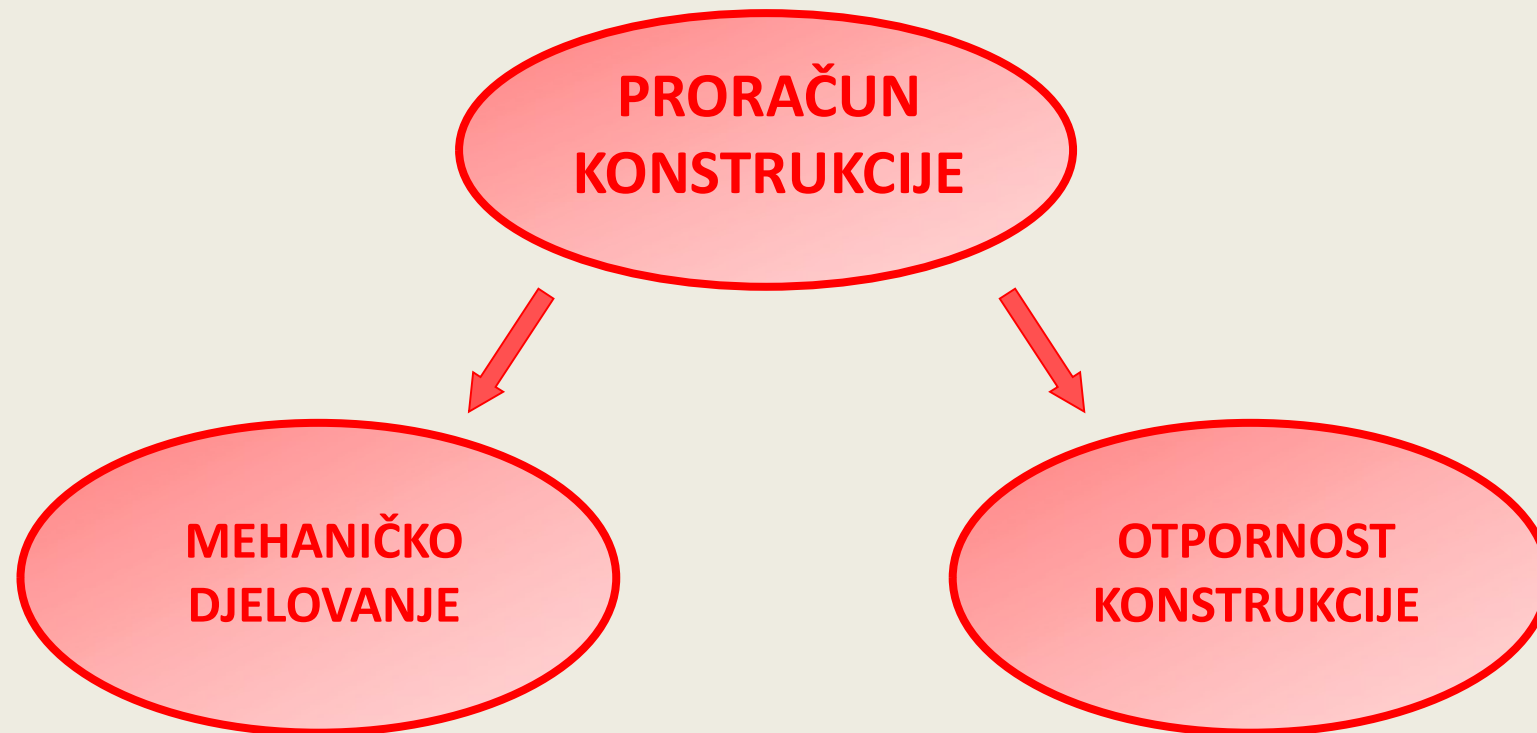 PRORAČUN
KONSTRUKCIJE
MEHANIČKO
DJELOVANJE
OTPORNOST
KONSTRUKCIJE